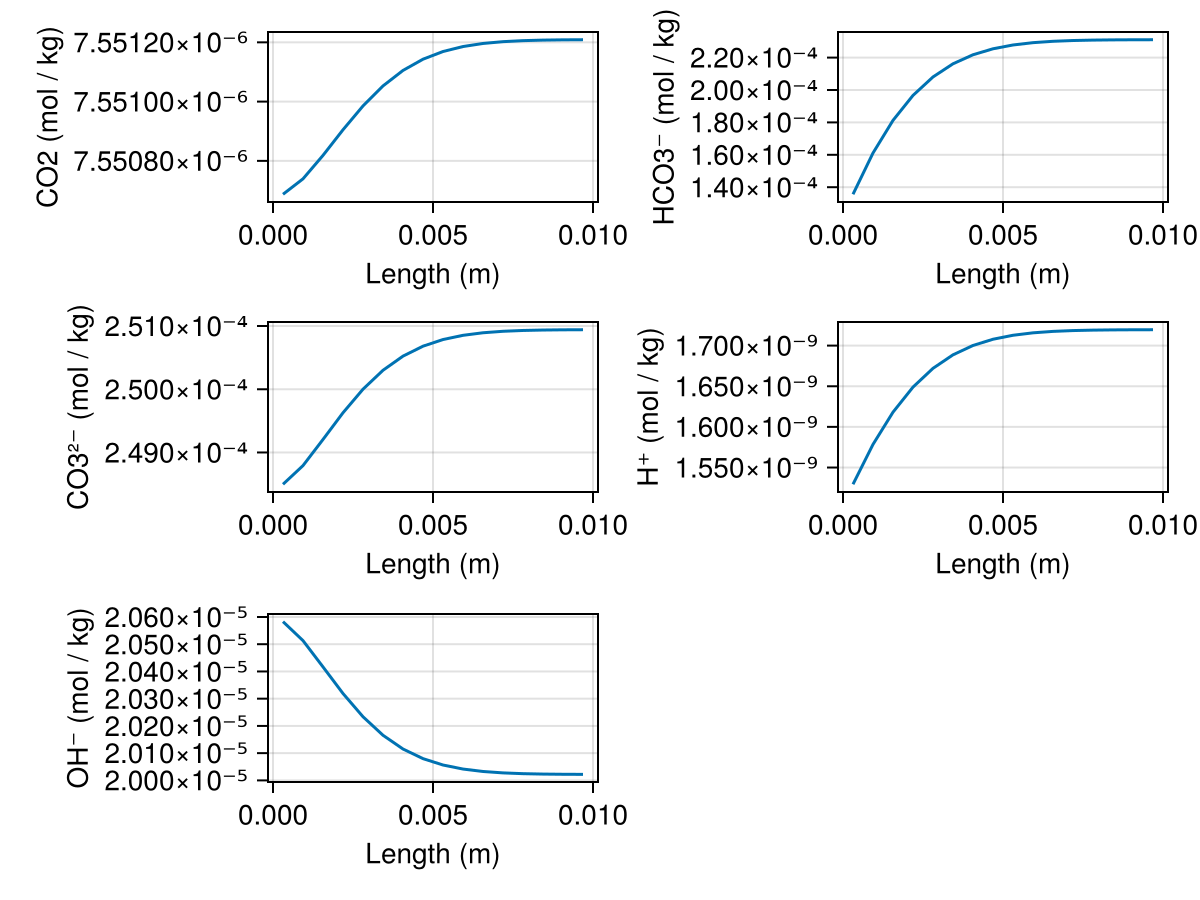 CO2 (mol / kg)
7.55120×10⁻⁶
7.55100×10⁻⁶
7.55080×10⁻⁶
0.000 0.005 0.010
Length (m)
HCO3⁻ (mol / kg)
2.20×10⁻⁴
2.00×10⁻⁴
1.80×10⁻⁴
1.60×10⁻⁴
1.40×10⁻⁴
0.000 0.005 0.010
Length (m)
CO3²⁻ (mol / kg)
2.510×10⁻⁴
2.500×10⁻⁴
2.490×10⁻⁴
0.000 0.005 0.010
Length (m)
H⁺ (mol / kg)
1.700×10⁻⁹
1.650×10⁻⁹
1.600×10⁻⁹
1.550×10⁻⁹
0.000 0.005 0.010
Length (m)
OH⁻ (mol / kg)
2.060×10⁻⁵
2.050×10⁻⁵
2.040×10⁻⁵
2.030×10⁻⁵
2.020×10⁻⁵
2.010×10⁻⁵
2.000×10⁻⁵
0.000 0.005 0.010
Length (m)